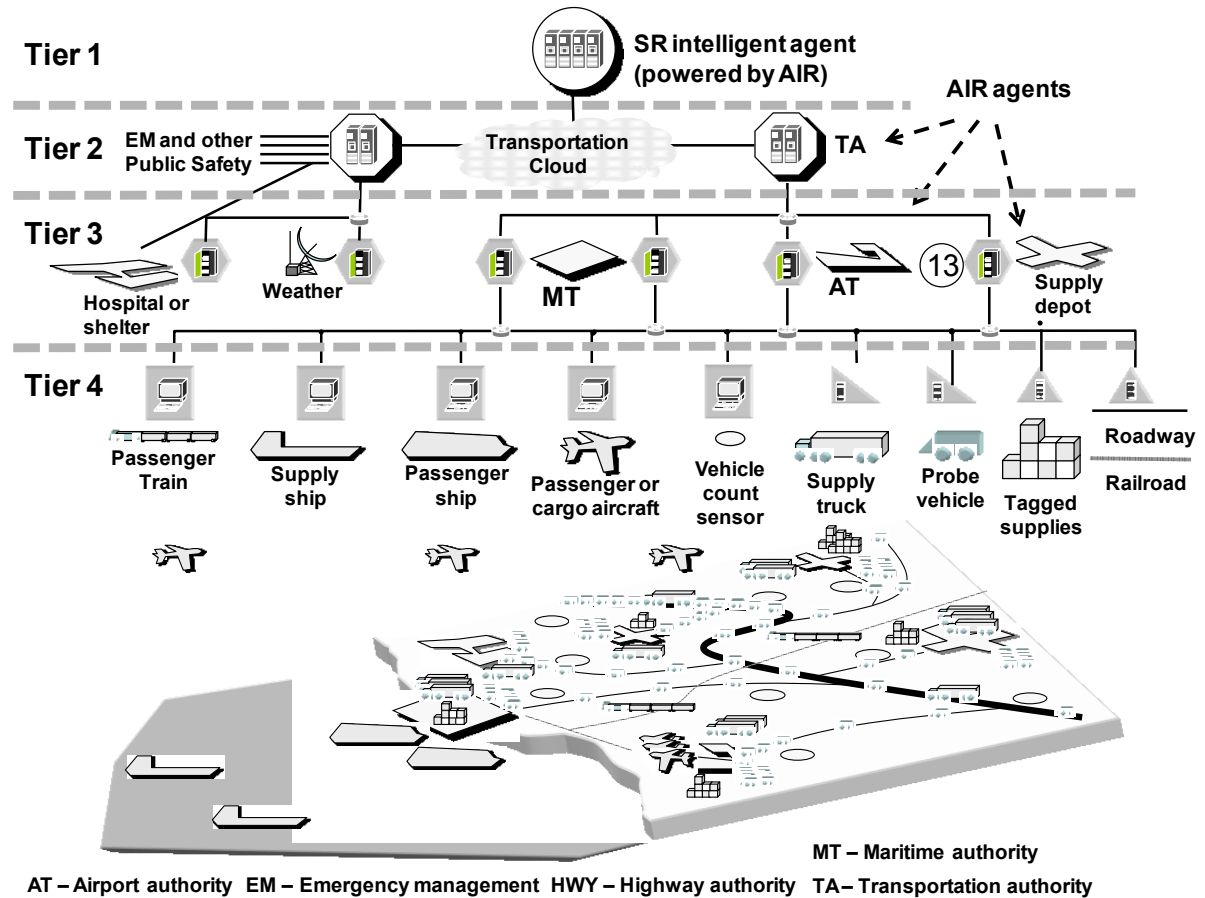 Tier 1
SR intelligent agent
(powered by AIR)
AIR agents
Tier 2
EM and other
Public Safety
Transportation
Cloud
TA
Tier 3
Hospital or
shelter
Weather
MT
AT
13
Supply
depot
Tier 4
Passenger
Train
Supply
ship
Passenger
ship
Passenger or
cargo aircraft
Vehicle
count
sensor
Supply
truck
Probe
vehicle
Tagged
supplies
Roadway
Railroad
MT – Maritime authority
AT – Airport authority EM – Emergency management HWY – Highway authority TA – Transportation authority